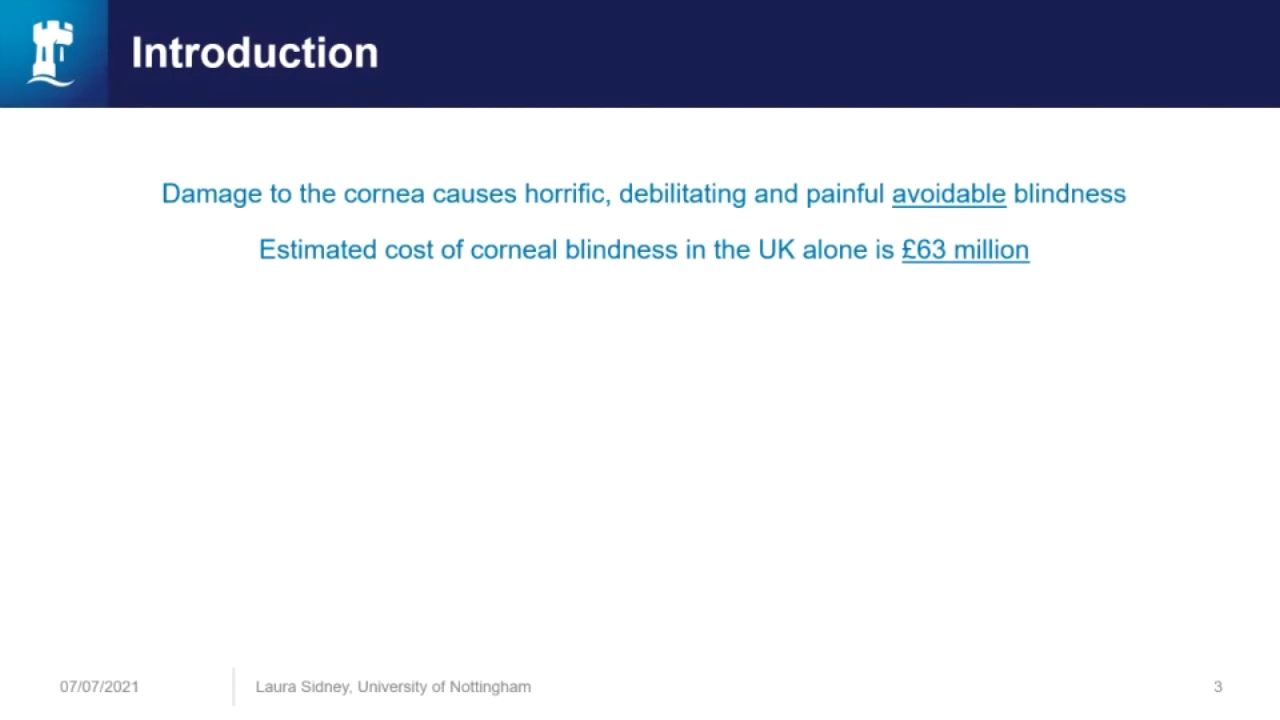 Introduction
Damage to the cornea causes horrific, debilitating and painful avoidable blindness
Estimated cost of corneal blindness in the UK alone is £63 million
07/07/2021
Laura Sidney, University of Nottingham
3